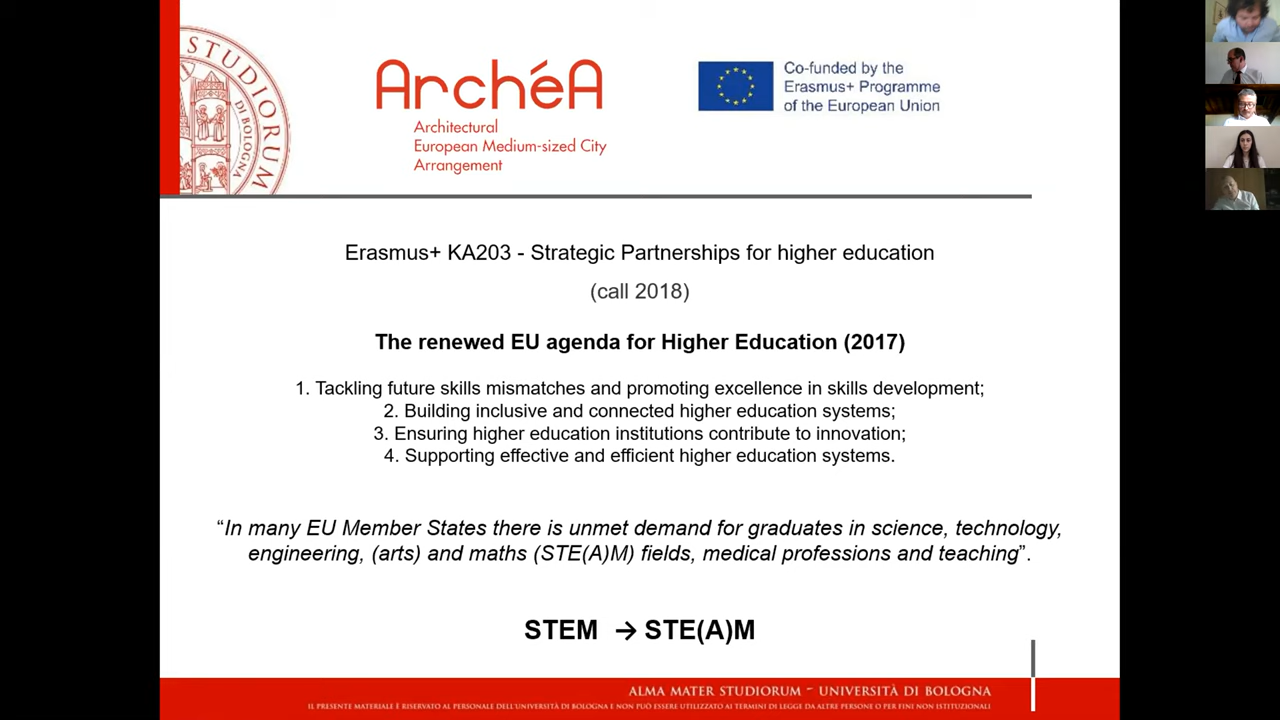 STUDIORUM
DI BOLOGNA
ArchéA
Architectural
European Medium-sized City
Arrangement
Co-funded by the
Erasmus+ Programme
of the European Union
Erasmus+ KA203 - Strategic Partnerships for higher education
(call 2018)
The renewed EU agenda for Higher Education (2017)
1. Tackling future skills mismatches and promoting excellence in skills development;
2. Building inclusive and connected higher education systems;
3. Ensuring higher education institutions contribute to innovation;
4. Supporting effective and efficient higher education systems.
“In many EU Member States there is unmet demand for graduates in science, technology,
engineering, (arts) and maths (STE(A)M) fields, medical professions and teaching”.
STEM → STE(A)M
ALMA MATER STUDIORUM ~ UNIVERSITÀ DI BOLOGNA
IL PRESENTE MATERIALE È RISERVATO AL PERSONALE DELL'UNIVERSITÀ DI BOLOGNA E NON PUÒ ESSERE UTILIZZATO AI TERMINI DI LEGGE DA ALTRE PERSONE O PER FINI NON ISTITUZIONALI